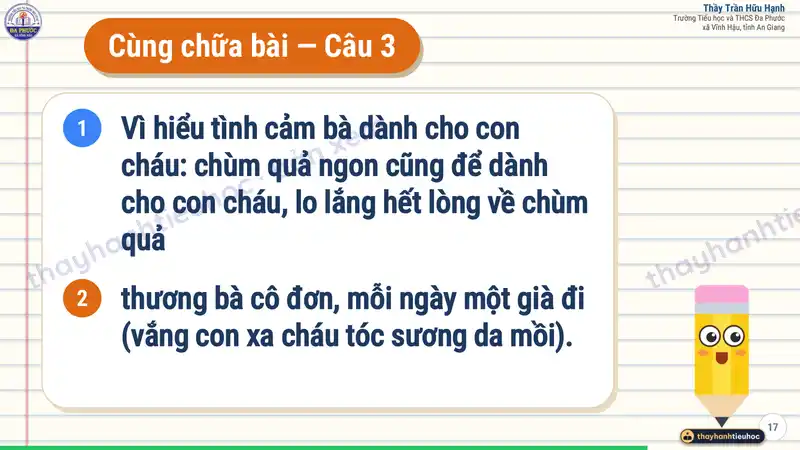 ĐA PHƯỚC
Thầy Trần Hữu Hạnh
Trường Tiểu học và THCS Đa Phước
xã Vĩnh Hậu, tỉnh An Giang
Cùng chữa bài — Câu 3
1
Vì hiểu tình cảm bà dành cho con
cháu: chùm quả ngon cũng để dành
cho con cháu, lo lắng hết lòng về chùm
quả
2
thương bà cô đơn, mỗi ngày một già đi
(vắng con xa cháu tóc sương da mồi).
thayhanhtieuhoc
17